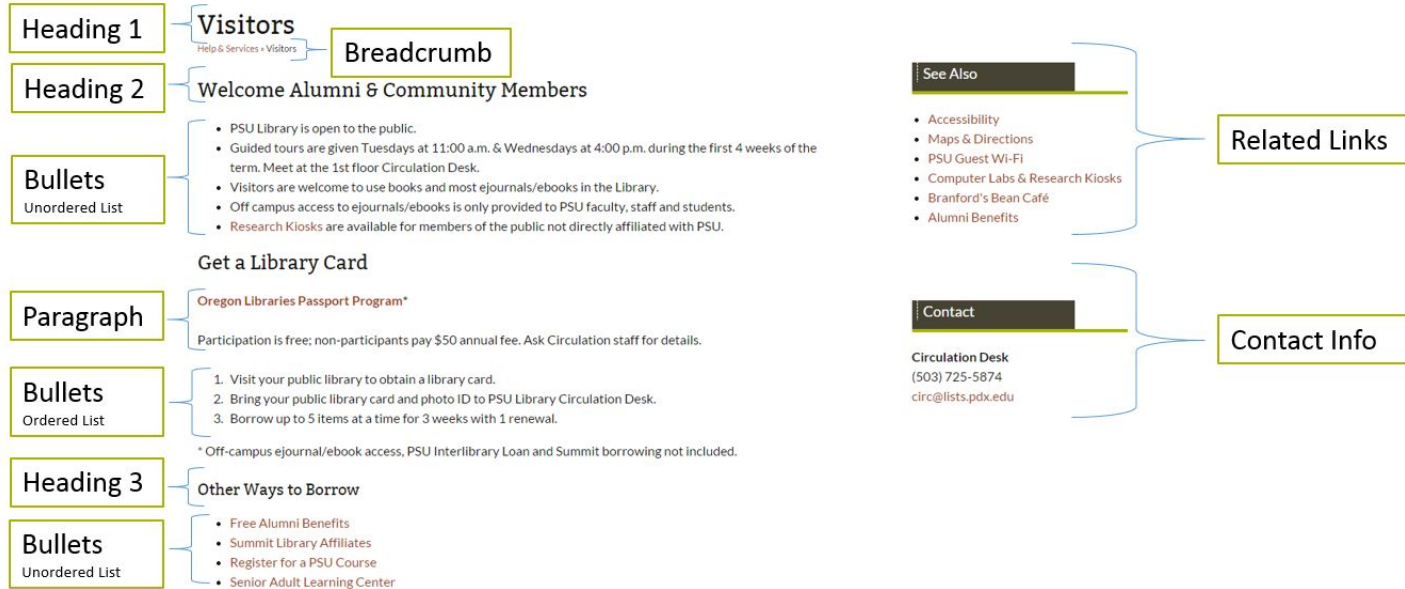 Heading 1
Visitors
Help & Services » Visitors
Breadcrumb
Heading 2
Welcome Alumni & Community Members
Bullets
Unordered List
• PSU Library is open to the public.
• Guided tours are given Tuesdays at 11:00 a.m. & Wednesdays at 4:00 p.m. during the first 4 weeks of the
term. Meet at the 1st floor Circulation Desk.
• Visitors are welcome to use books and most ejournals/ebooks in the Library.
• Off campus access to ejournals/ebooks is only provided to PSU faculty, staff and students.
• Research Kiosks are available for members of the public not directly affiliated with PSU.
Get a Library Card
Paragraph
Oregon Libraries Passport Program*
Participation is free; non-participants pay $50 annual fee. Ask Circulation staff for details.
Bullets
Ordered List
1. Visit your public library to obtain a library card.
2. Bring your public library card and photo ID to PSU Library Circulation Desk.
3. Borrow up to 5 items at a time for 3 weeks with 1 renewal.
* Off-campus ejournal/ebook access, PSU Interlibrary Loan and Summit borrowing not included.
Heading 3
Other Ways to Borrow
Bullets
Unordered List
• Free Alumni Benefits
• Summit Library Affiliates
• Register for a PSU Course
• Senior Adult Learning Center
See Also
• Accessibility
• Maps & Directions
• PSU Guest Wi-Fi
• Computer Labs & Research Kiosks
• Branford's Bean Café
• Alumni Benefits
Related Links
Contact
Circulation Desk
(503) 725-5874
circ@lists.pdx.edu
Contact Info